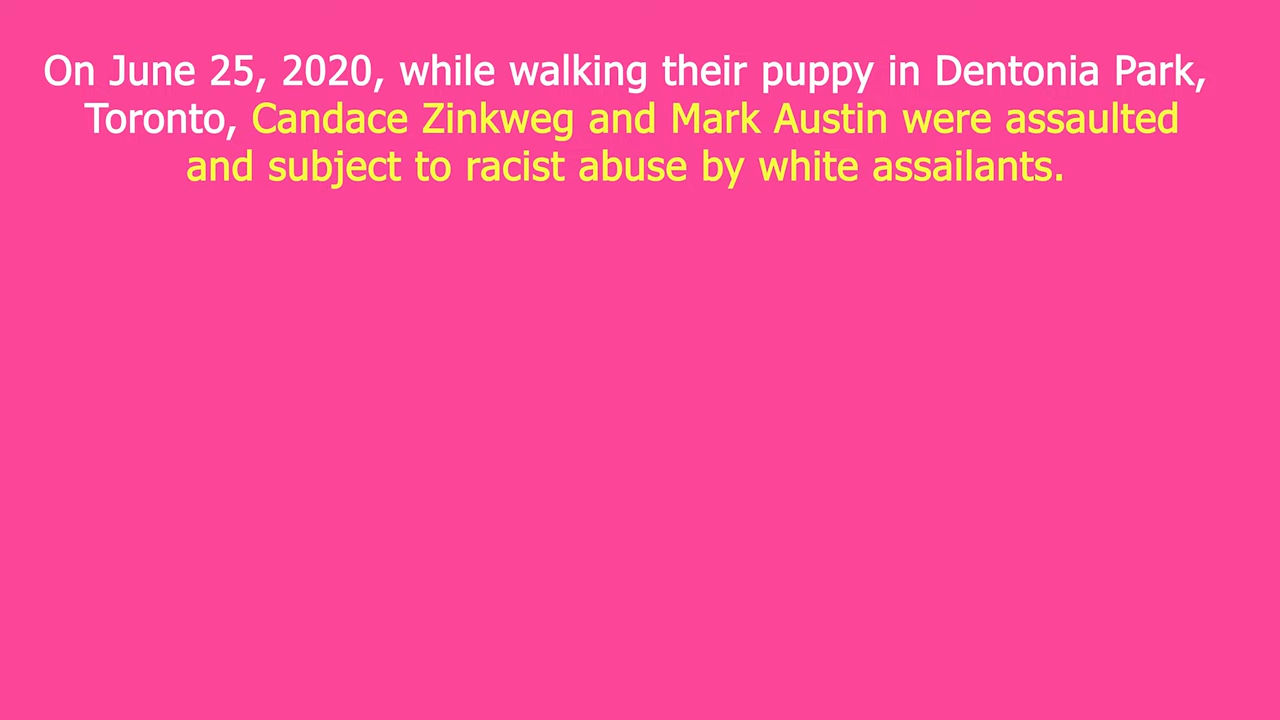 On June 25, 2020, while walking their puppy in Dentonia Park,
Toronto, Candace Zinkweg and Mark Austin were assaulted
and subject to racist abuse by white assailants.